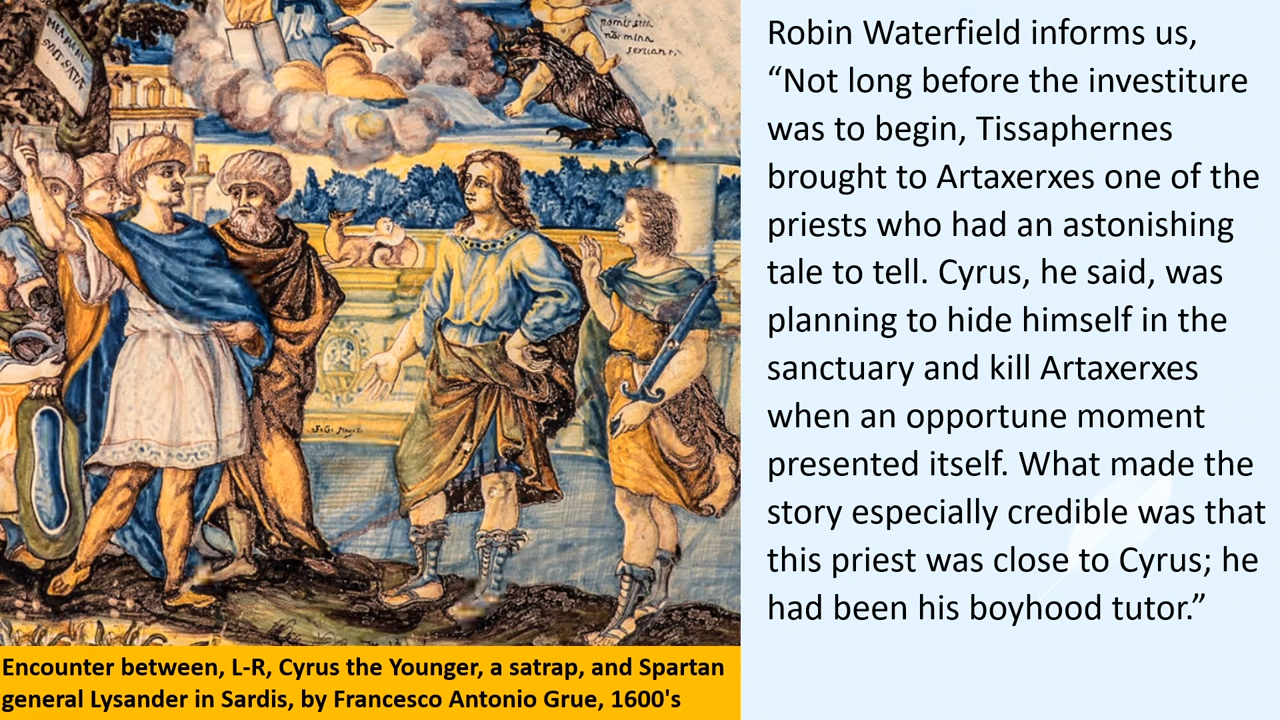 MEA NON
SVNT SATA
Robin Waterfield informs us,
“Not long before the investiture
was to begin, Tissaphernes
brought to Artaxerxes one of the
priests who had an astonishing
tale to tell. Cyrus, he said, was
planning to hide himself in the
sanctuary and kill Artaxerxes
when an opportune moment
presented itself. What made the
story especially credible was that
this priest was close to Cyrus; he
had been his boyhood tutor.”
Encounter between, L-R, Cyrus the Younger, a satrap, and Spartan
general Lysander in Sardis, by Francesco Antonio Grue, 1600's